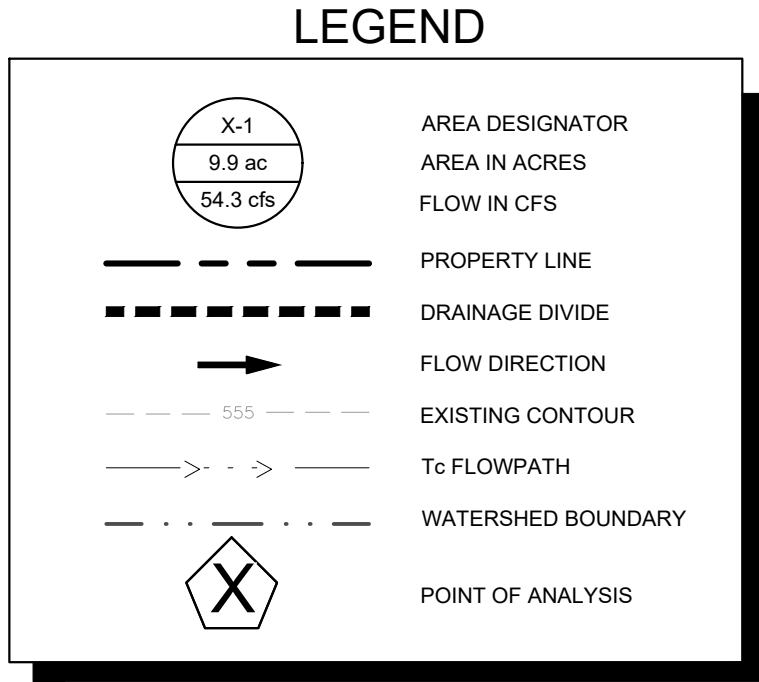 LEGEND
X-1 AREA DESIGNATOR
9.9 ac AREA IN ACRES
54.3 cfs FLOW IN CFS
PROPERTY LINE
DRAINAGE DIVIDE
FLOW DIRECTION
555 EXISTING CONTOUR
Tc FLOWPATH
WATERSHED BOUNDARY
X POINT OF ANALYSIS